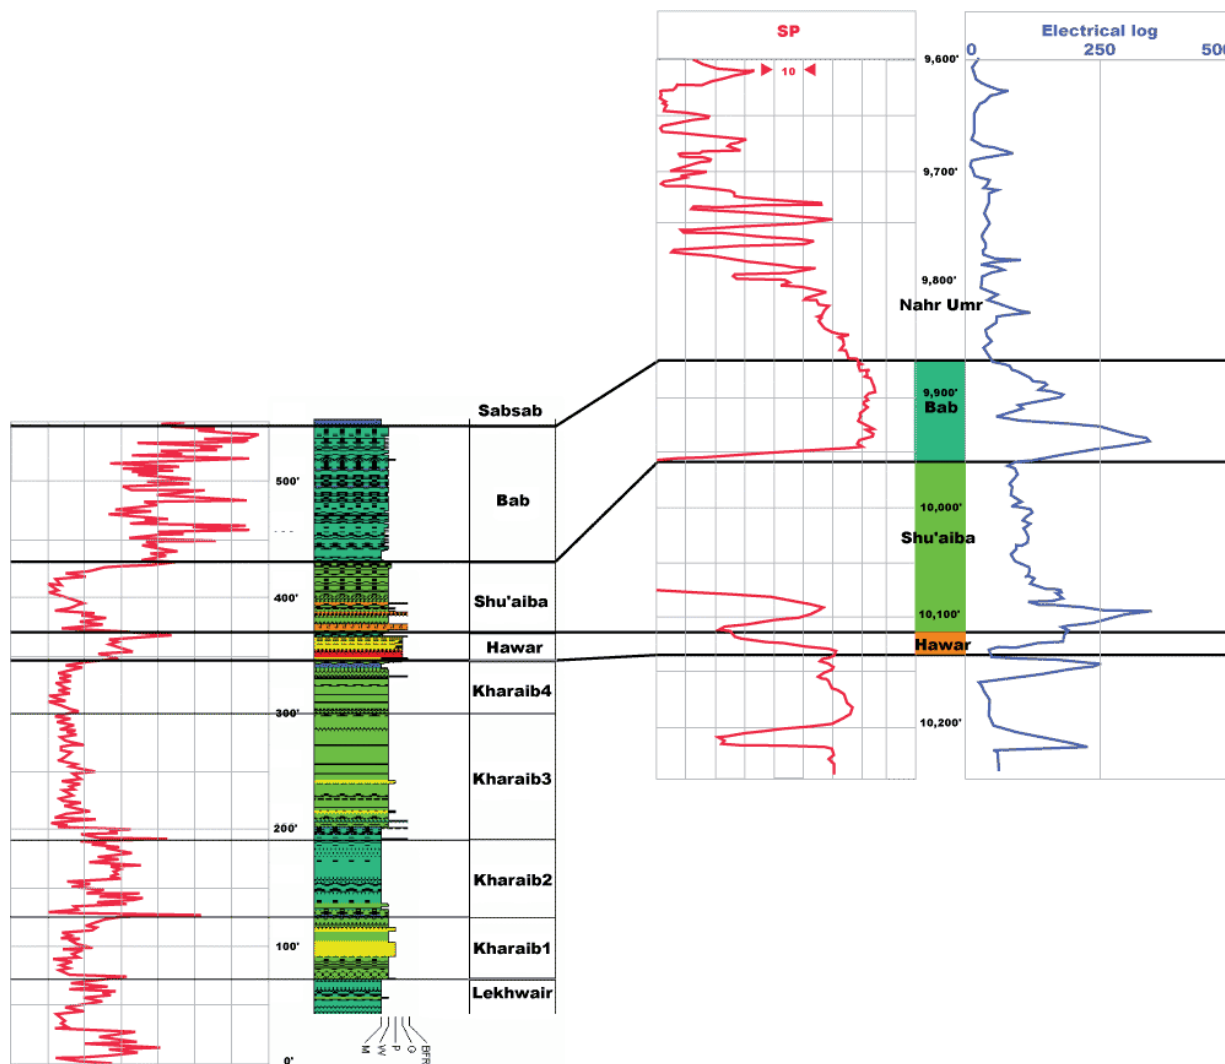 SP
Electrical log
10
0
250
500
9,600'
9,700'
9,800'
Nahr Umr
9,900'
Bab
10,000'
Shu'aiba
10,100'
Hawar
10,200'
Sabsab
500'
Bab
400'
Shu'aiba
Hawar
Kharaib4
300'
Kharaib3
200'
Kharaib2
100'
Kharaib1
Lekhwair
0'
M
W
P
G
BFR